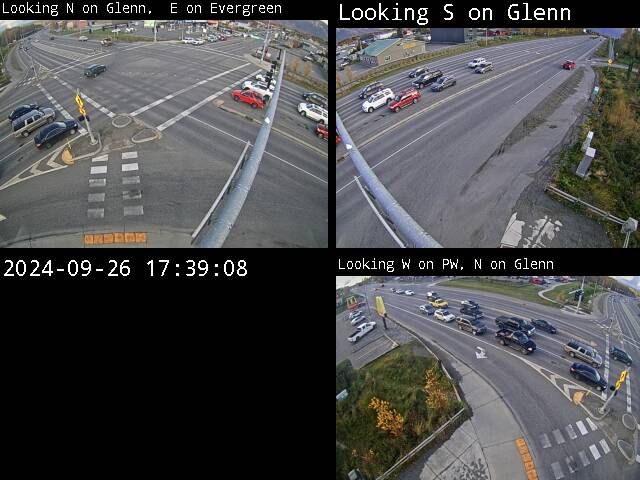 Looking N on Glenn, E on Evergreen
Looking S on Glenn
2024-09-26 17:39:08
Looking W on PW, N on Glenn